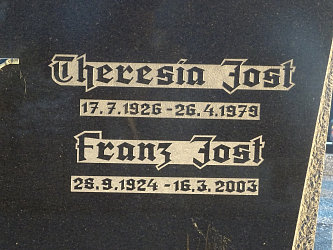 Theresia Jost
17.7.1926 - 26.4.1979
Franz Jost
28.9.1924 - 16.3.2003